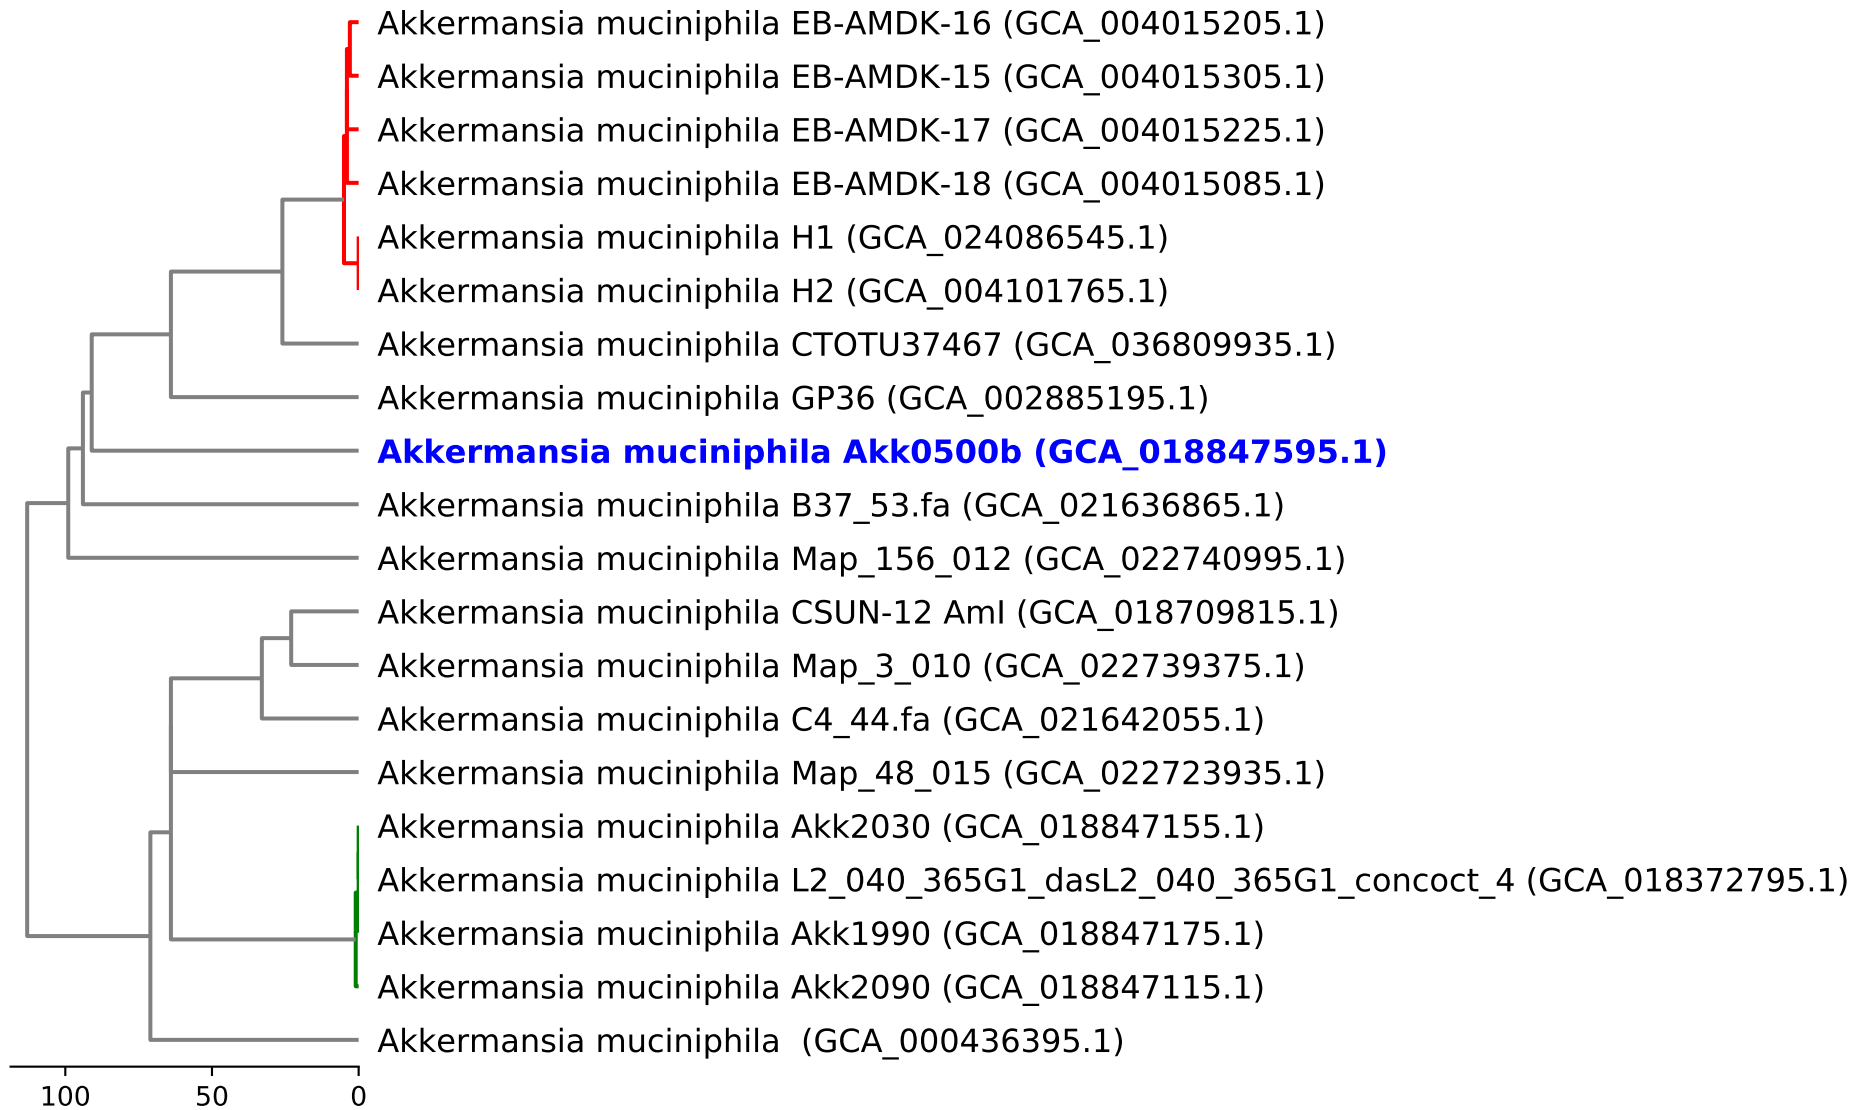 Akkermansia muciniphila EB-AMDK-16 (GCA_004015205.1)
Akkermansia muciniphila EB-AMDK-15 (GCA_004015305.1)
Akkermansia muciniphila EB-AMDK-17 (GCA_004015225.1)
Akkermansia muciniphila EB-AMDK-18 (GCA_004015085.1)
Akkermansia muciniphila H1 (GCA_024086545.1)
Akkermansia muciniphila H2 (GCA_004101765.1)
Akkermansia muciniphila CTOTU37467 (GCA_036809935.1)
Akkermansia muciniphila GP36 (GCA_002885195.1)
Akkermansia muciniphila Akk0500b (GCA_018847595.1)
Akkermansia muciniphila B37_53.fa (GCA_021636865.1)
Akkermansia muciniphila Map_156_012 (GCA_022740995.1)
Akkermansia muciniphila CSUN-12 AmI (GCA_018709815.1)
Akkermansia muciniphila Map_3_010 (GCA_022739375.1)
Akkermansia muciniphila C4_44.fa (GCA_021642055.1)
Akkermansia muciniphila Map_48_015 (GCA_022723935.1)
Akkermansia muciniphila Akk2030 (GCA_018847155.1)
Akkermansia muciniphila L2_040_365G1_dasL2_040_365G1_concoct_4 (GCA_018372795.1)
Akkermansia muciniphila Akk1990 (GCA_018847175.1)
Akkermansia muciniphila Akk2090 (GCA_018847115.1)
Akkermansia muciniphila  (GCA_000436395.1)
100 50 0